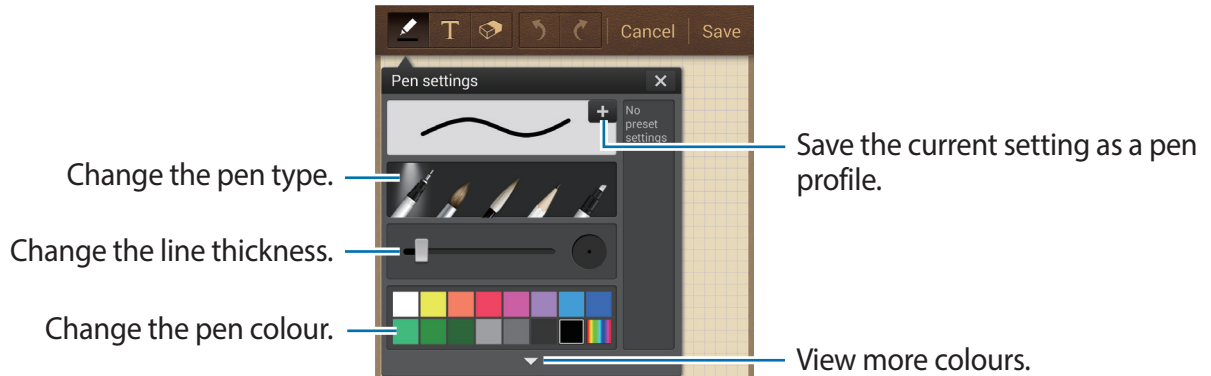 T
Cancel
Save
Pen settings
No
preset
settings
Change the pen type.
Save the current setting as a pen
profile.
Change the line thickness.
Change the pen colour.
View more colours.